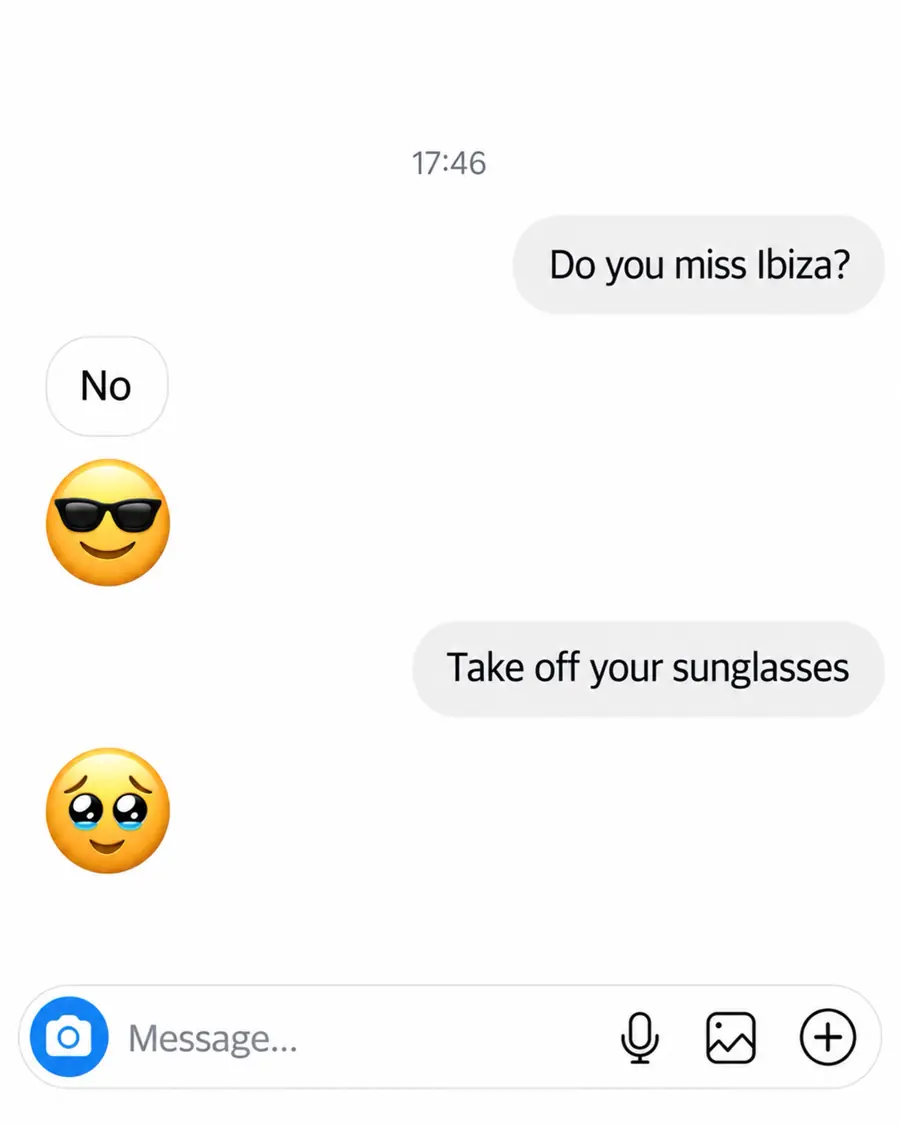 17:46
Do you miss Ibiza?
No
😎
Take off your sunglasses
🥹
Message...